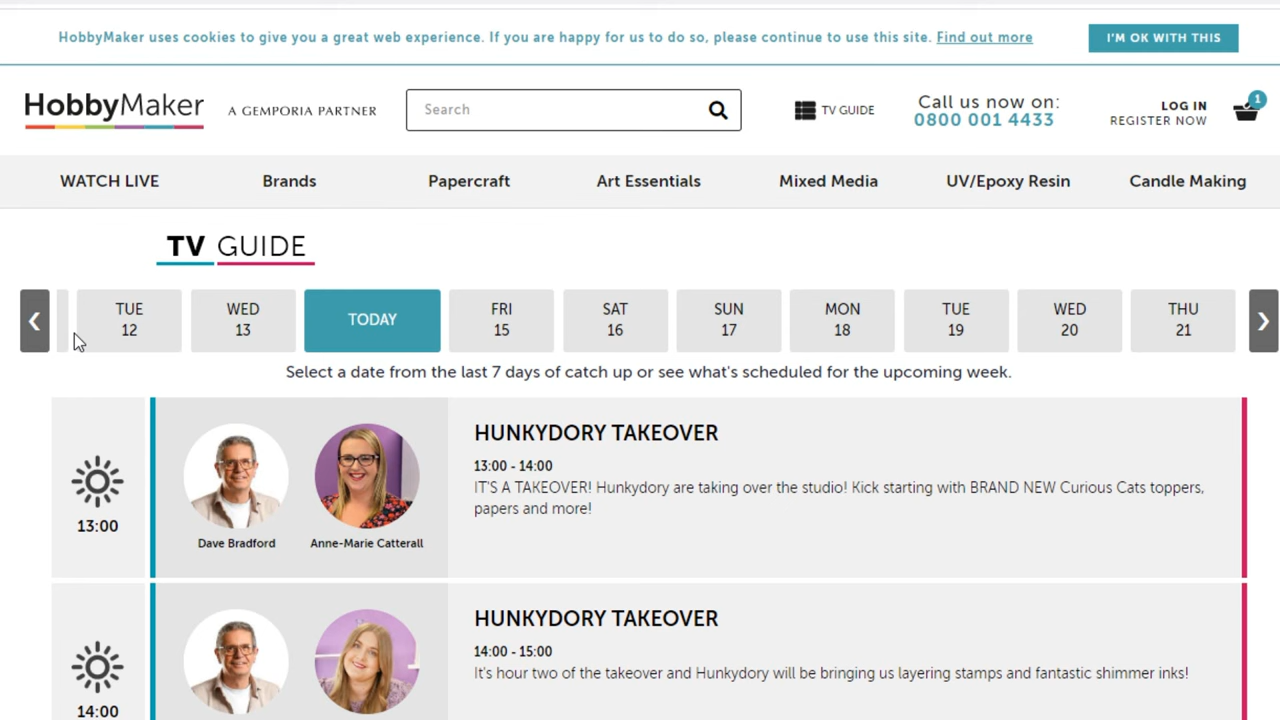 HobbyMaker uses cookies to give you a great web experience. If you are happy for us to do so, please continue to use this site. Find out more
I'M OK WITH THIS
HobbyMaker
A GEMPORIA PARTNER
Search
TV GUIDE
Call us now on:
0800 001 4433
LOG IN
REGISTER NOW
1
WATCH LIVE
Brands
Papercraft
Art Essentials
Mixed Media
UV/Epoxy Resin
Candle Making
TV GUIDE
TUE
12
WED
13
TODAY
FRI
15
SAT
16
SUN
17
MON
18
TUE
19
WED
20
THU
21
Select a date from the last 7 days of catch up or see what's scheduled for the upcoming week.
13:00
Dave Bradford
Anne-Marie Catterall
HUNKYDORY TAKEOVER
13:00 - 14:00
IT'S A TAKEOVER! Hunkydory are taking over the studio! Kick starting with BRAND NEW Curious Cats toppers,
papers and more!
14:00
HUNKYDORY TAKEOVER
14:00 - 15:00
It's hour two of the takeover and Hunkydory will be bringing us layering stamps and fantastic shimmer inks!